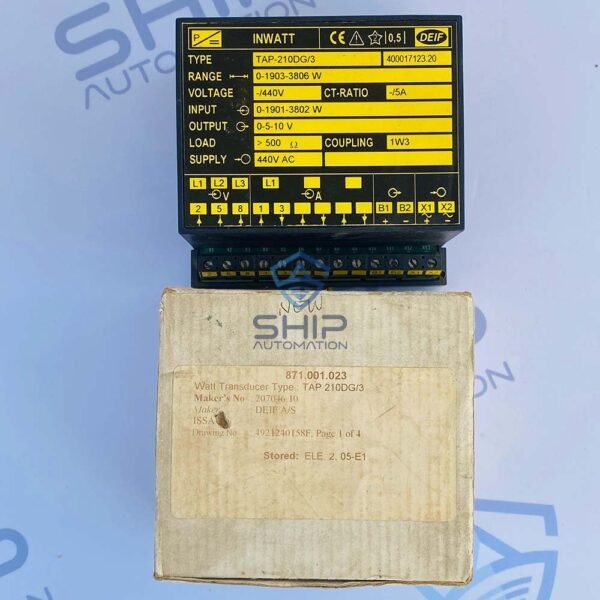 SHIP
AUTOMATION
P INWATT CE 0,5 DEIF
TYPE TAP-210DG/3 400017123.20
RANGE 0-1903-3806 W
VOLTAGE -/440V CT-RATIO -/5A
INPUT 0-1901-3802 W
OUTPUT 0-5-10 V
LOAD > 500 Ω COUPLING 1W3
SUPPLY 440V AC
L1 L2 L3 L1
V A
2 5 8 1 3 B1 B2 X1 X2
+ - ~ ~
+ -
NEW
SHIP
AUTOMATION
871.001.023
Watt Transducer Type : TAP 210DG/3
Maker's No 207046.10
Maker DEIF A/S
ISSA
Drawing No 4921240158F, Page 1 of 4
Stored: ELE. 2. 05-E1